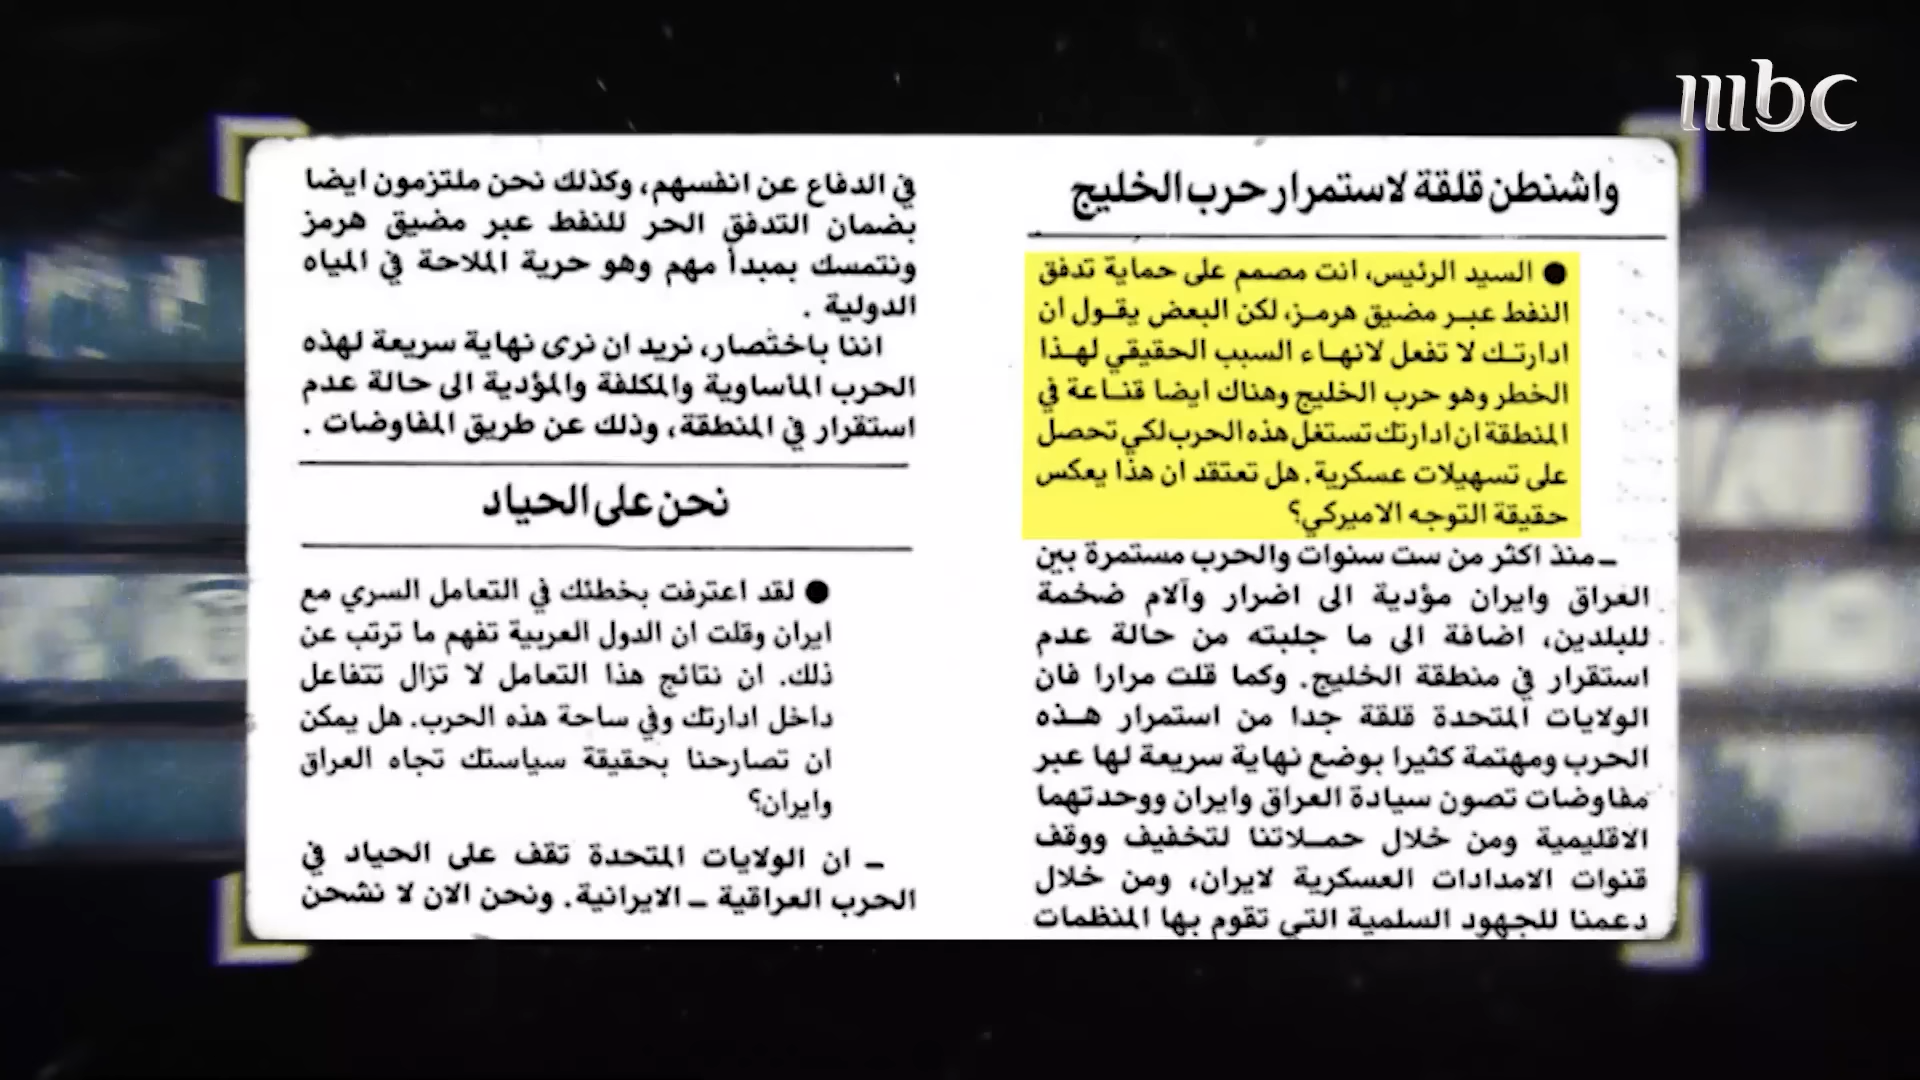 mbc
واشنطن قلقة لاستمرار حرب الخليج
● السيد الرئيس، انت مصمم على حماية تدفق
النفط عبر مضيق هرمز، لكن البعض يقول ان
ادارتك لا تفعل لانهاء السبب الحقيقي لهذا
الخطر وهو حرب الخليج وهناك ايضا قناعة في
المنطقة ان ادارتك تستغل هذه الحرب لكي تحصل
على تسهيلات عسكرية. هل تعتقد ان هذا يعكس
حقيقة التوجه الاميركي؟
ـ منذ اكثر من ست سنوات والحرب مستمرة بين
العراق وايران مؤدية الى اضرار وآلام ضخمة
للبلدين، اضافة الى ما جلبته من حالة عدم
استقرار في منطقة الخليج. وكما قلت مرارا فان
الولايات المتحدة قلقة جدا من استمرار هذه
الحرب ومهتمة كثيرا بوضع نهاية سريعة لها عبر
مفاوضات تصون سيادة العراق وايران ووحدتهما
الاقليمية ومن خلال حملاتنا لتخفيف ووقف
قنوات الامدادات العسكرية لايران، ومن خلال
دعمنا للجهود السلمية التي تقوم بها المنظمات
في الدفاع عن انفسهم، وكذلك نحن ملتزمون ايضا
بضمان التدفق الحر للنفط عبر مضيق هرمز
ونتمسك بمبدأ مهم وهو حرية الملاحة في المياه
الدولية .
اننا باختصار، نريد ان نرى نهاية سريعة لهذه
الحرب المأساوية والمكلفة والمؤدية الى حالة عدم
استقرار في المنطقة، وذلك عن طريق المفاوضات .
نحن على الحياد
● لقد اعترفت بخطئك في التعامل السري مع
ايران وقلت ان الدول العربية تفهم ما ترتب عن
ذلك. ان نتائج هذا التعامل لا تزال تتفاعل
داخل ادارتك وفي ساحة هذه الحرب. هل يمكن
ان تصارحنا بحقيقة سياستك تجاه العراق
وايران؟
ـ ان الولايات المتحدة تقف على الحياد في
الحرب العراقية ـ الايرانية. ونحن الان لا نشحن